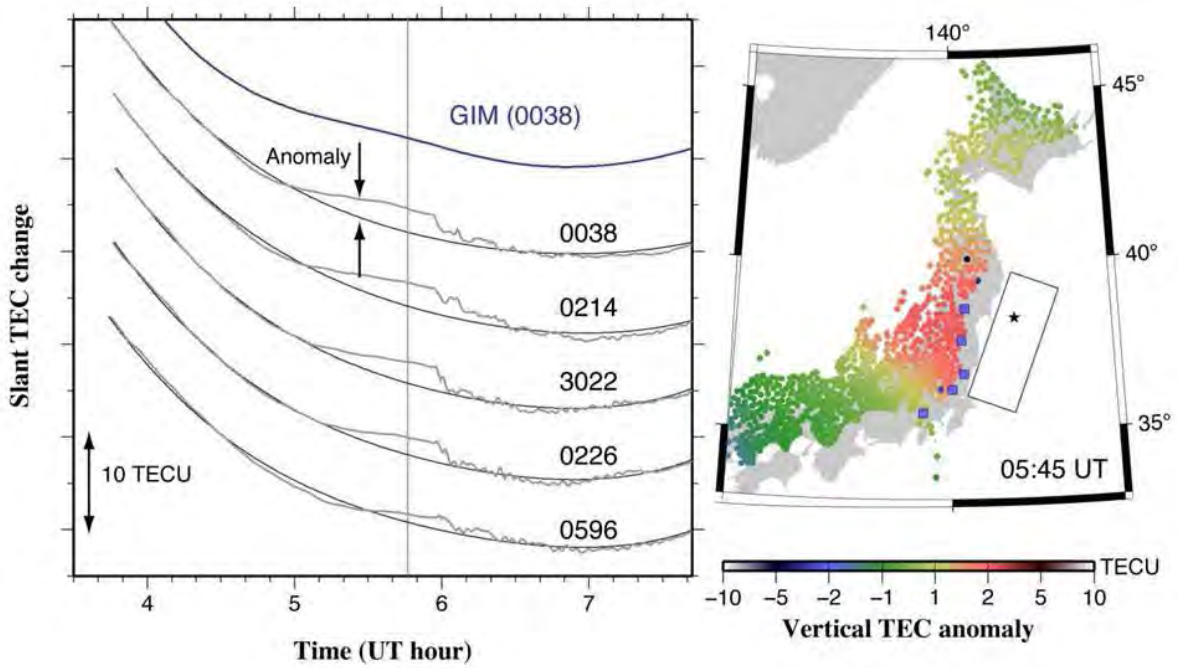 GIM (0038)
Anomaly
0038
0214
3022
0226
0596
10 TECU
Slant TEC change
4 5 6 7
Time (UT hour)
140°
45°
40°
35°
05:45 UT
TECU
−10 −5 −2 −1 1 2 5 10
Vertical TEC anomaly